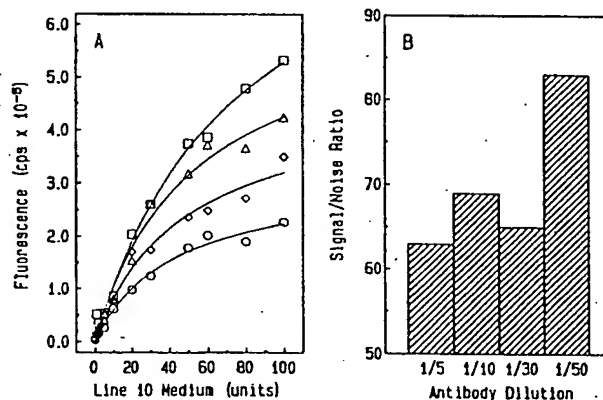 A
6.0
5.0
4.0
3.0
2.0
1.0
0.0
Fluorescence (cps x 10⁻⁵)
0 20 40 60 80 100
Line 10 Medium (units)
B
90
80
70
60
50
Signal/Noise Ratio
1/5 1/10 1/30 1/50
Antibody Dilution